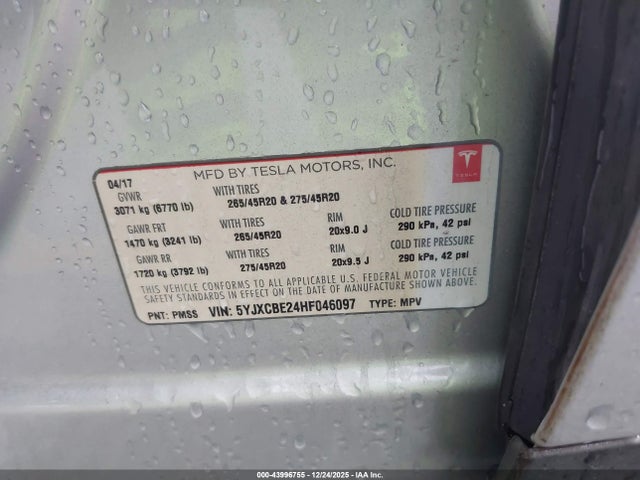 MFD BY TESLA MOTORS, INC.
TESLA
04/17
GVWR WITH TIRES
3071 kg (6770 lb) 265/45R20 & 275/45R20
GAWR FRT WITH TIRES RIM COLD TIRE PRESSURE
1470 kg (3241 lb) 265/45R20 20x9.0 J 290 kPa, 42 psi
GAWR RR WITH TIRES RIM COLD TIRE PRESSURE
1720 kg (3792 lb) 275/45R20 20x9.5 J 290 kPa, 42 psi
THIS VEHICLE CONFORMS TO ALL APPLICABLE U.S. FEDERAL MOTOR VEHICLE
SAFETY STANDARDS IN EFFECT ON THE DATE OF MANUFACTURE SHOWN ABOVE.
PNT: PMSS VIN: 5YJXCBE24HF046097 TYPE: MPV
000-43996755 - 12/24/2025 - IAAI.COM